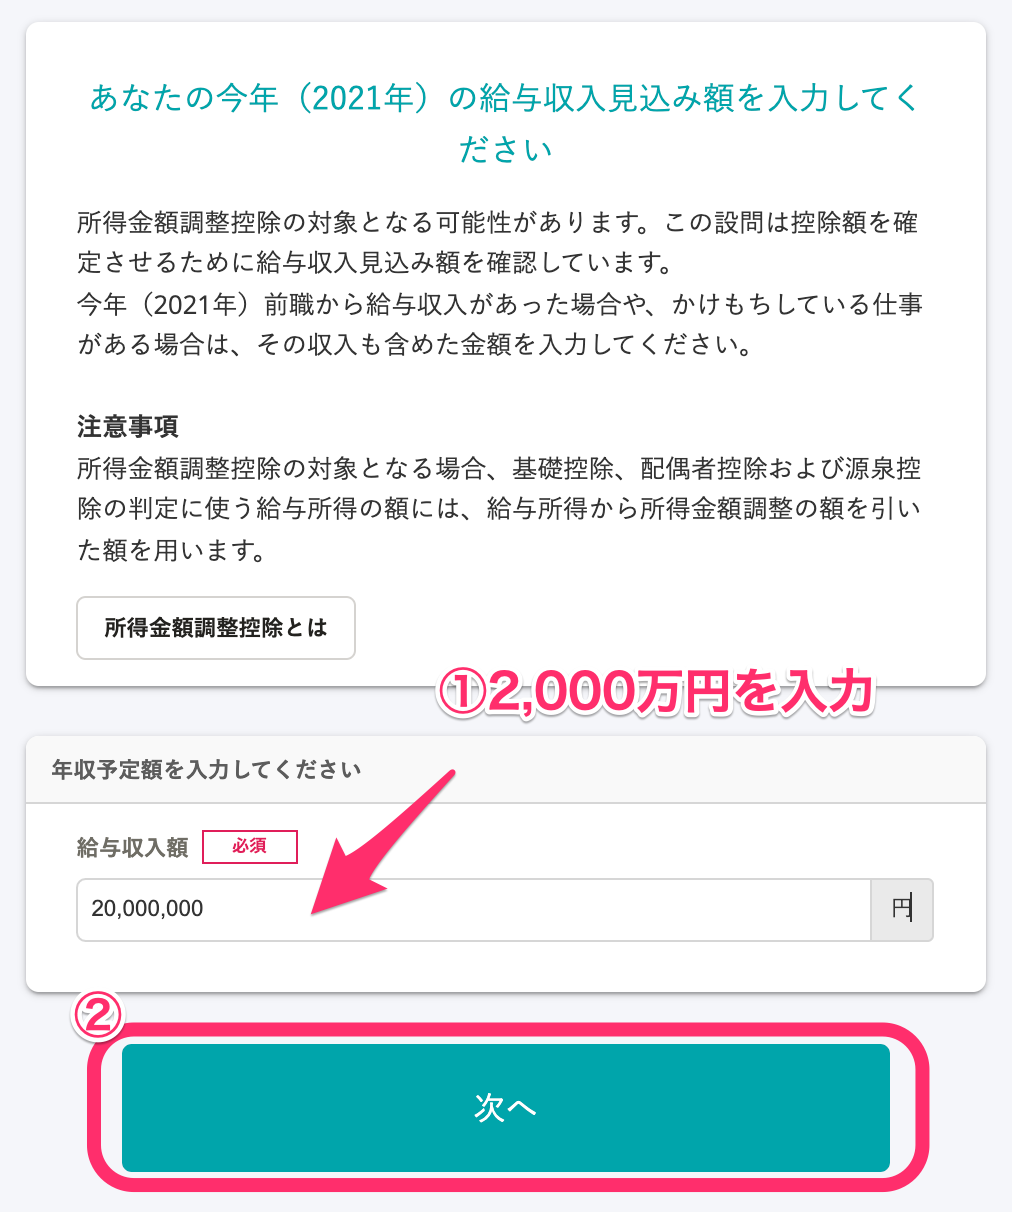 あなたの今年（2021年）の給与収入見込み額を入力してく
ださい
所得金額調整控除の対象となる可能性があります。この設問は控除額を確
定させるために給与収入見込み額を確認しています。
今年（2021年）前職から給与収入があった場合や、かけもちしている仕事
がある場合は、その収入も含めた金額を入力してください。
注意事項
所得金額調整控除の対象となる場合、基礎控除、配偶者控除および源泉控
除の判定に使う給与所得の額には、給与所得から所得金額調整の額を引い
た額を用います。
所得金額調整控除とは
①2,000万円を入力
年収予定額を入力してください
給与収入額 必須
20,000,000 円
②
次へ